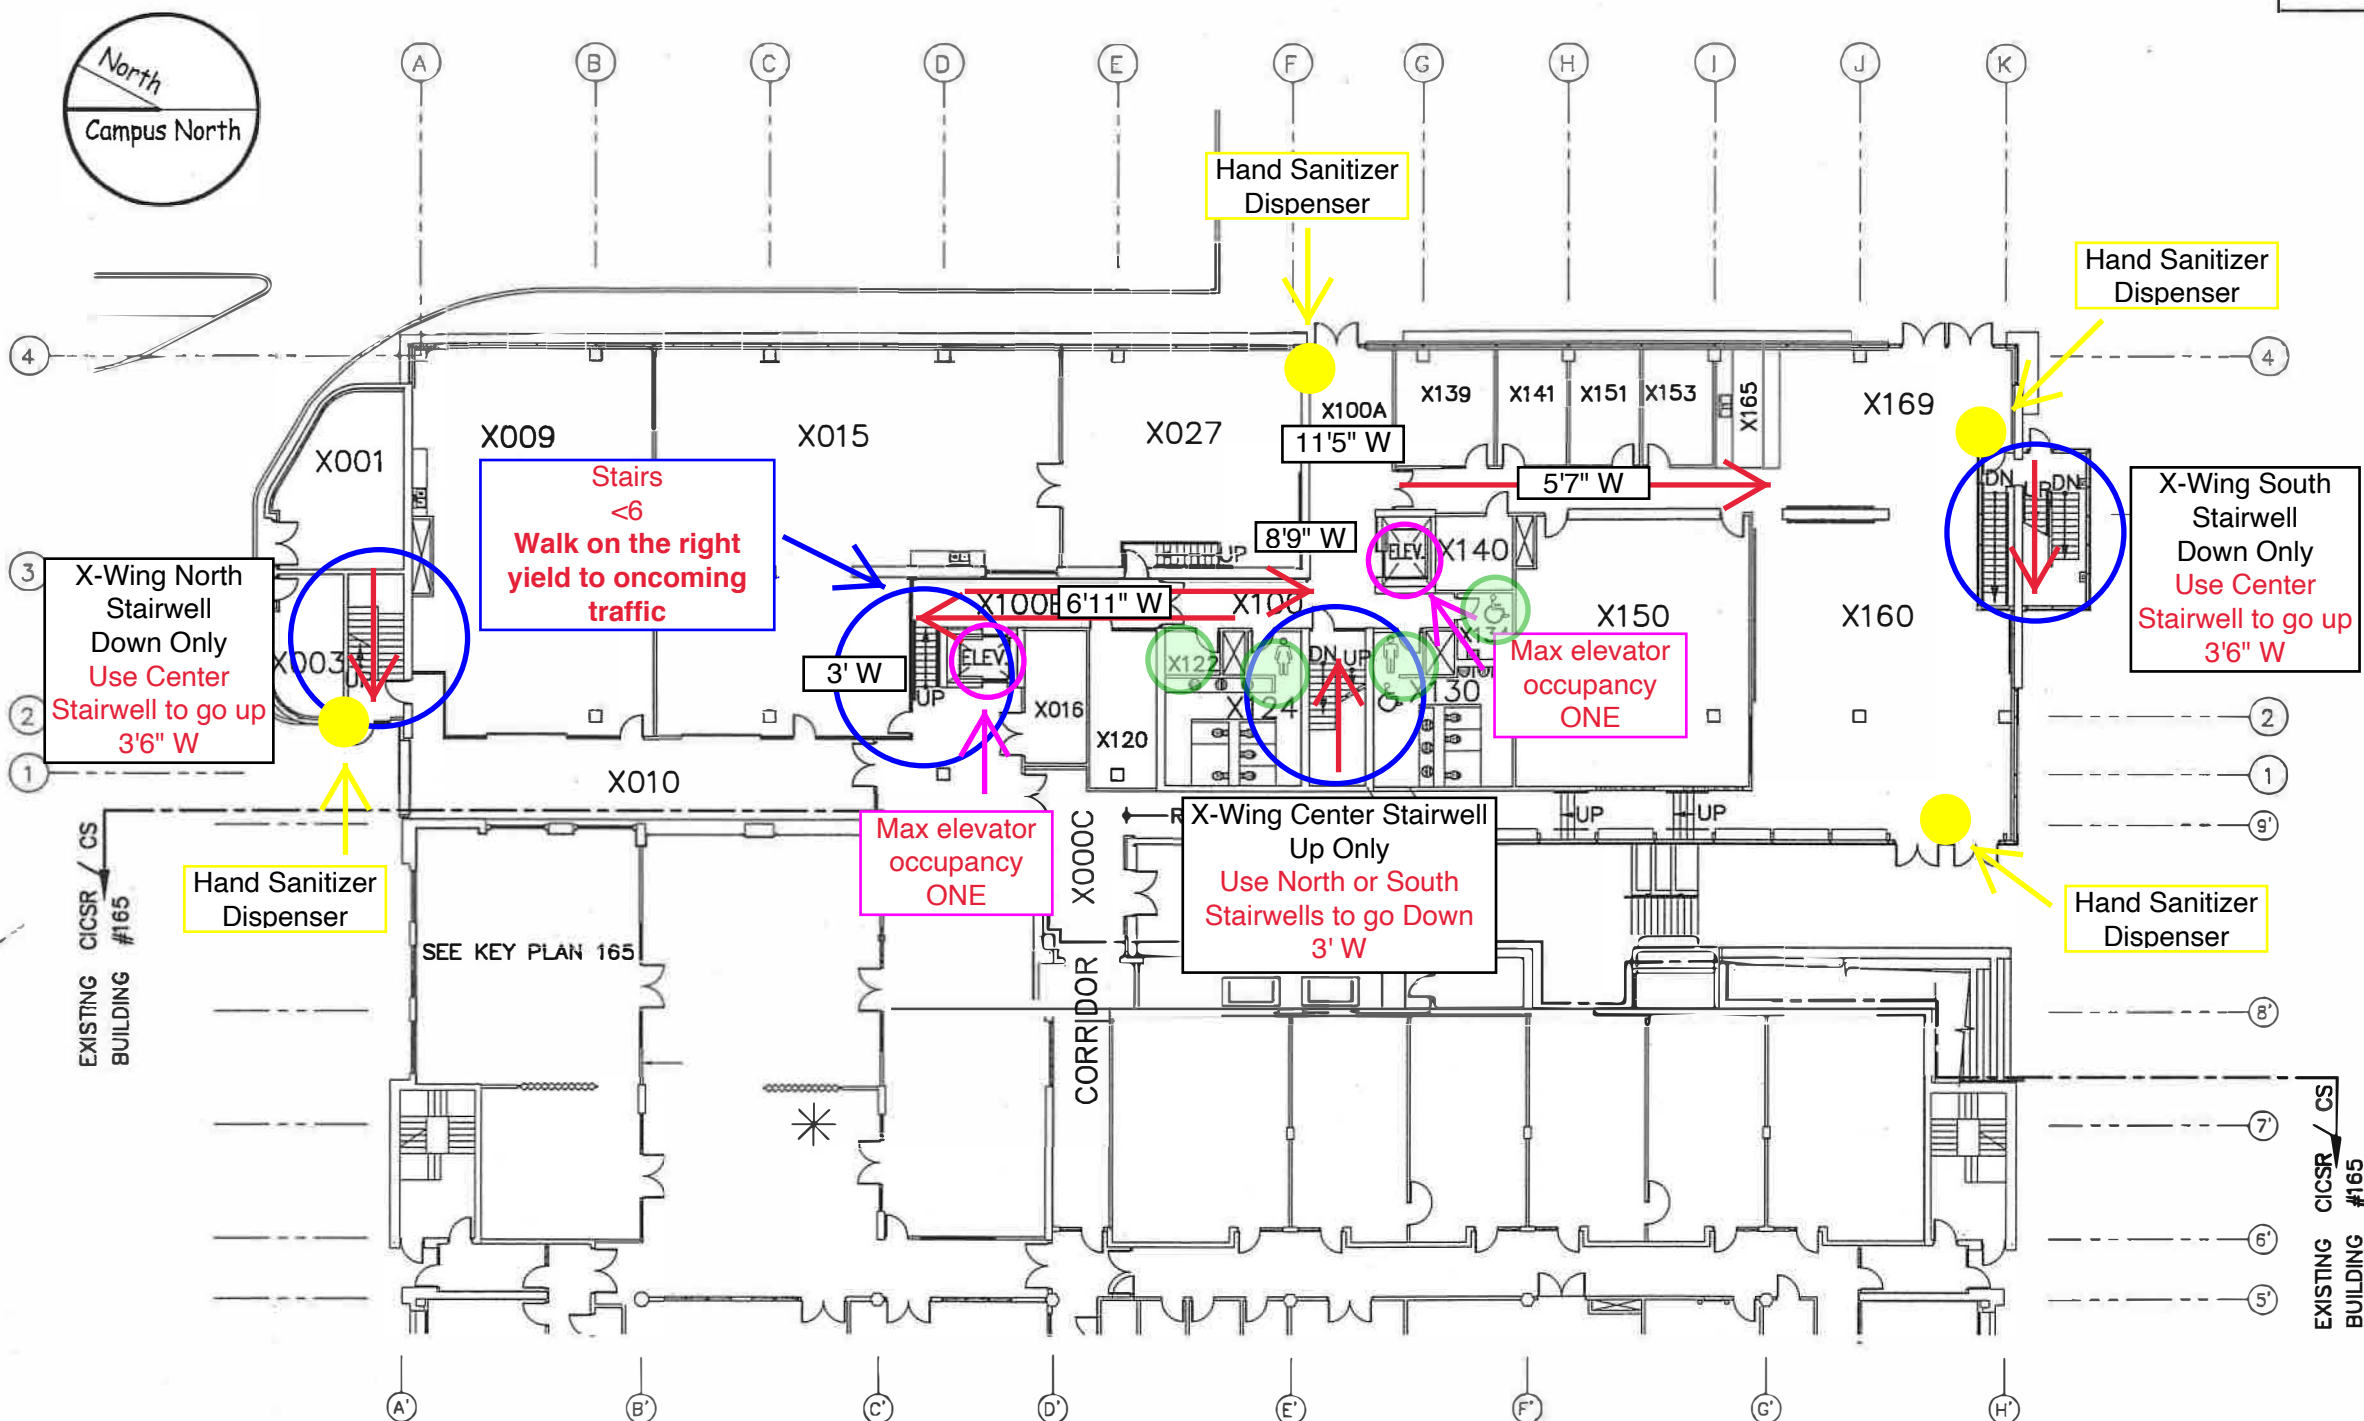 North
Campus North
A
B
C
D
E
F
G
H
I
J
K
Hand Sanitizer
Dispenser
Hand Sanitizer
Dispenser
4
4
X001
X009
X015
X027
X100A
11'5" W
X139
X141
X151
X153
X165
X169
5'7" W
Stairs
<6
Walk on the right
yield to oncoming
traffic
8'9" W
UP
ELEV.
X140
DN
UP
DN
X-Wing South
Stairwell
Down Only
Use Center
Stairwell to go up
3'6" W
3
X-Wing North
Stairwell
Down Only
Use Center
Stairwell to go up
3'6" W
X003
UP
6'11" W
X100
X150
X160
3' W
ELEV.
UP
X016
X120
X122
DN
UP
X130
Max elevator
occupancy
ONE
2
2
1
1
X010
UP
UP
9'
Max elevator
occupancy
ONE
X-Wing Center Stairwell
Up Only
Use North or South
Stairwells to go Down
3' W
Hand Sanitizer
Dispenser
Hand Sanitizer
Dispenser
EXISTING CICSR / CS
BUILDING #165
SEE KEY PLAN 165
CORRIDOR X000C
8'
7'
6'
5'
EXISTING CICSR / CS
BUILDING #165
A'
B'
C'
D'
E'
F'
G'
H'